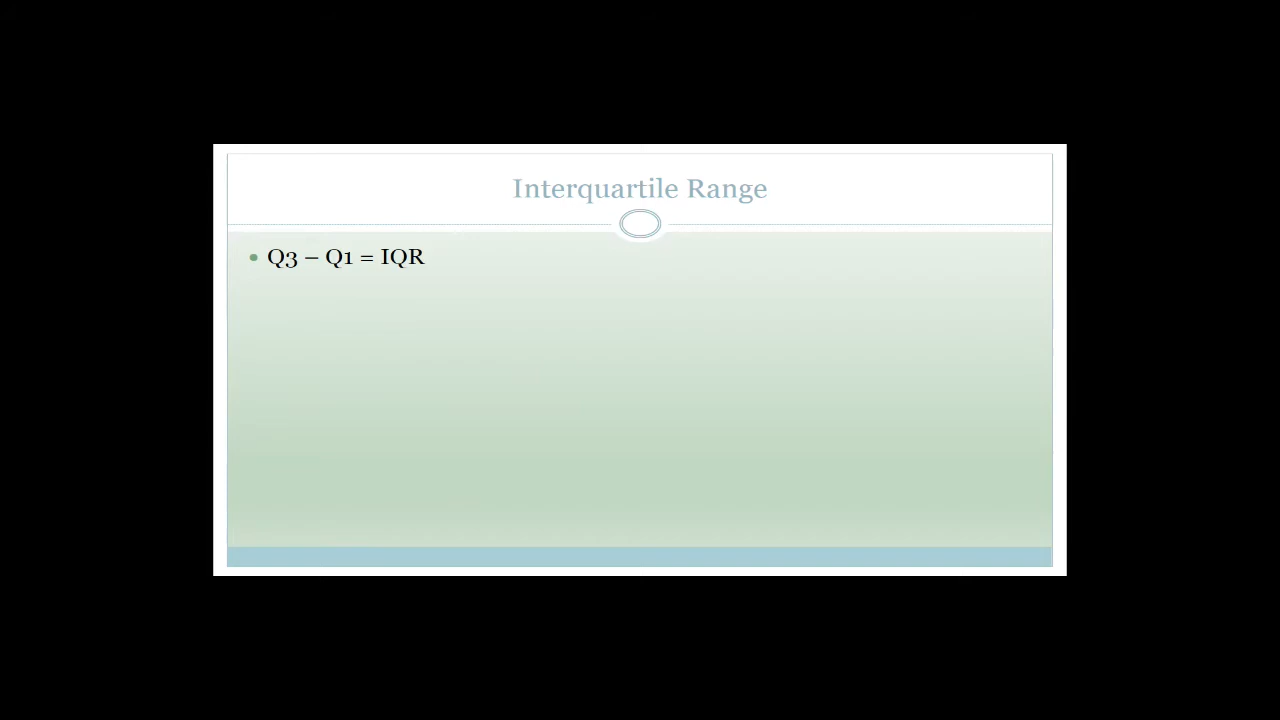 Interquartile Range
• Q3 – Q1 = IQR